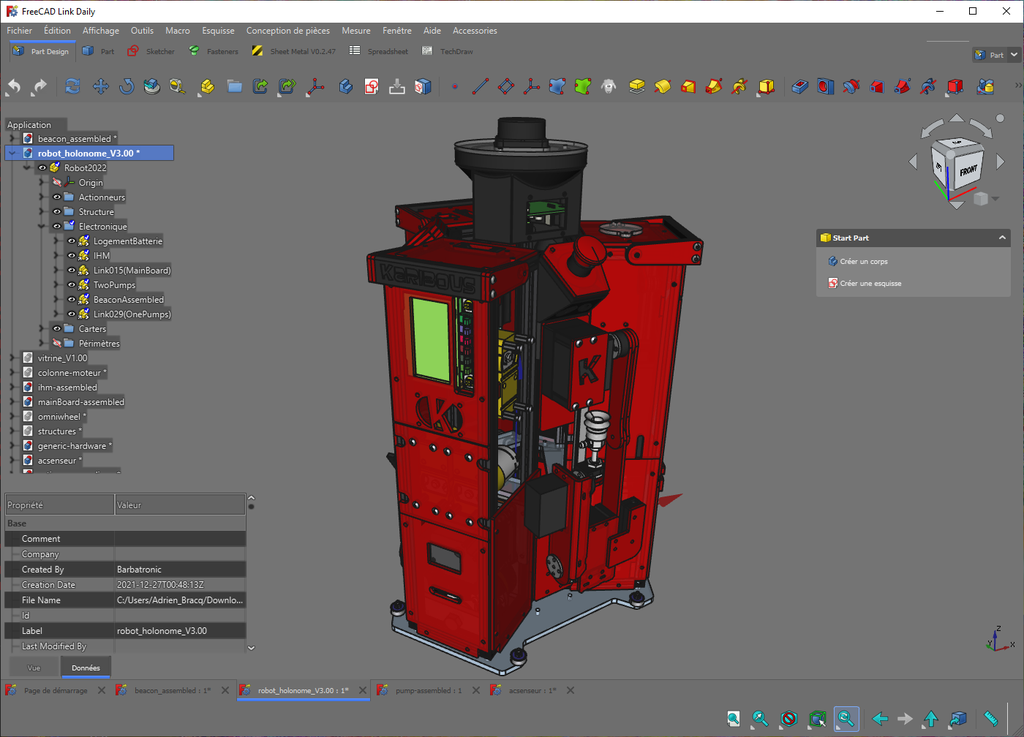 FreeCAD Link Daily
Fichier Édition Affichage Outils Macro Esquisse Conception de pièces Mesure Fenêtre Aide Accessoires
Part Design Part Sketcher Fasteners Sheet Metal V0.2.47 Spreadsheet TechDraw
Part
Application
beacon_assembled *
robot_holonome_V3.00 *
Robot2022
Origin
Actionneurs
Structure
Electronique
LogementBatterie
IHM
Link015(MainBoard)
TwoPumps
BeaconAssembled
Link029(OnePumps)
Carters
Périmètres
vitrine_V1.00
colonne-moteur *
ihm-assembled
mainBoard-assembled
omniwheel *
structures *
generic-hardware *
acsenseur *
FRONT
Start Part
Créer un corps
Créer une esquisse
Karibous
K
K
Propriété Valeur
Base
Comment
Company
Created By Barbatronic
Creation Date 2021-12-27T00:48:13Z
File Name C:/Users/Adrien_Bracq/Downlo...
Id
Label robot_holonome_V3.00
Last Modified By
Vue Données
Z
Y
X
Page de démarrage beacon_assembled : 1* robot_holonome_V3.00 : 1* pump-assembled : 1 acsenseur : 1*